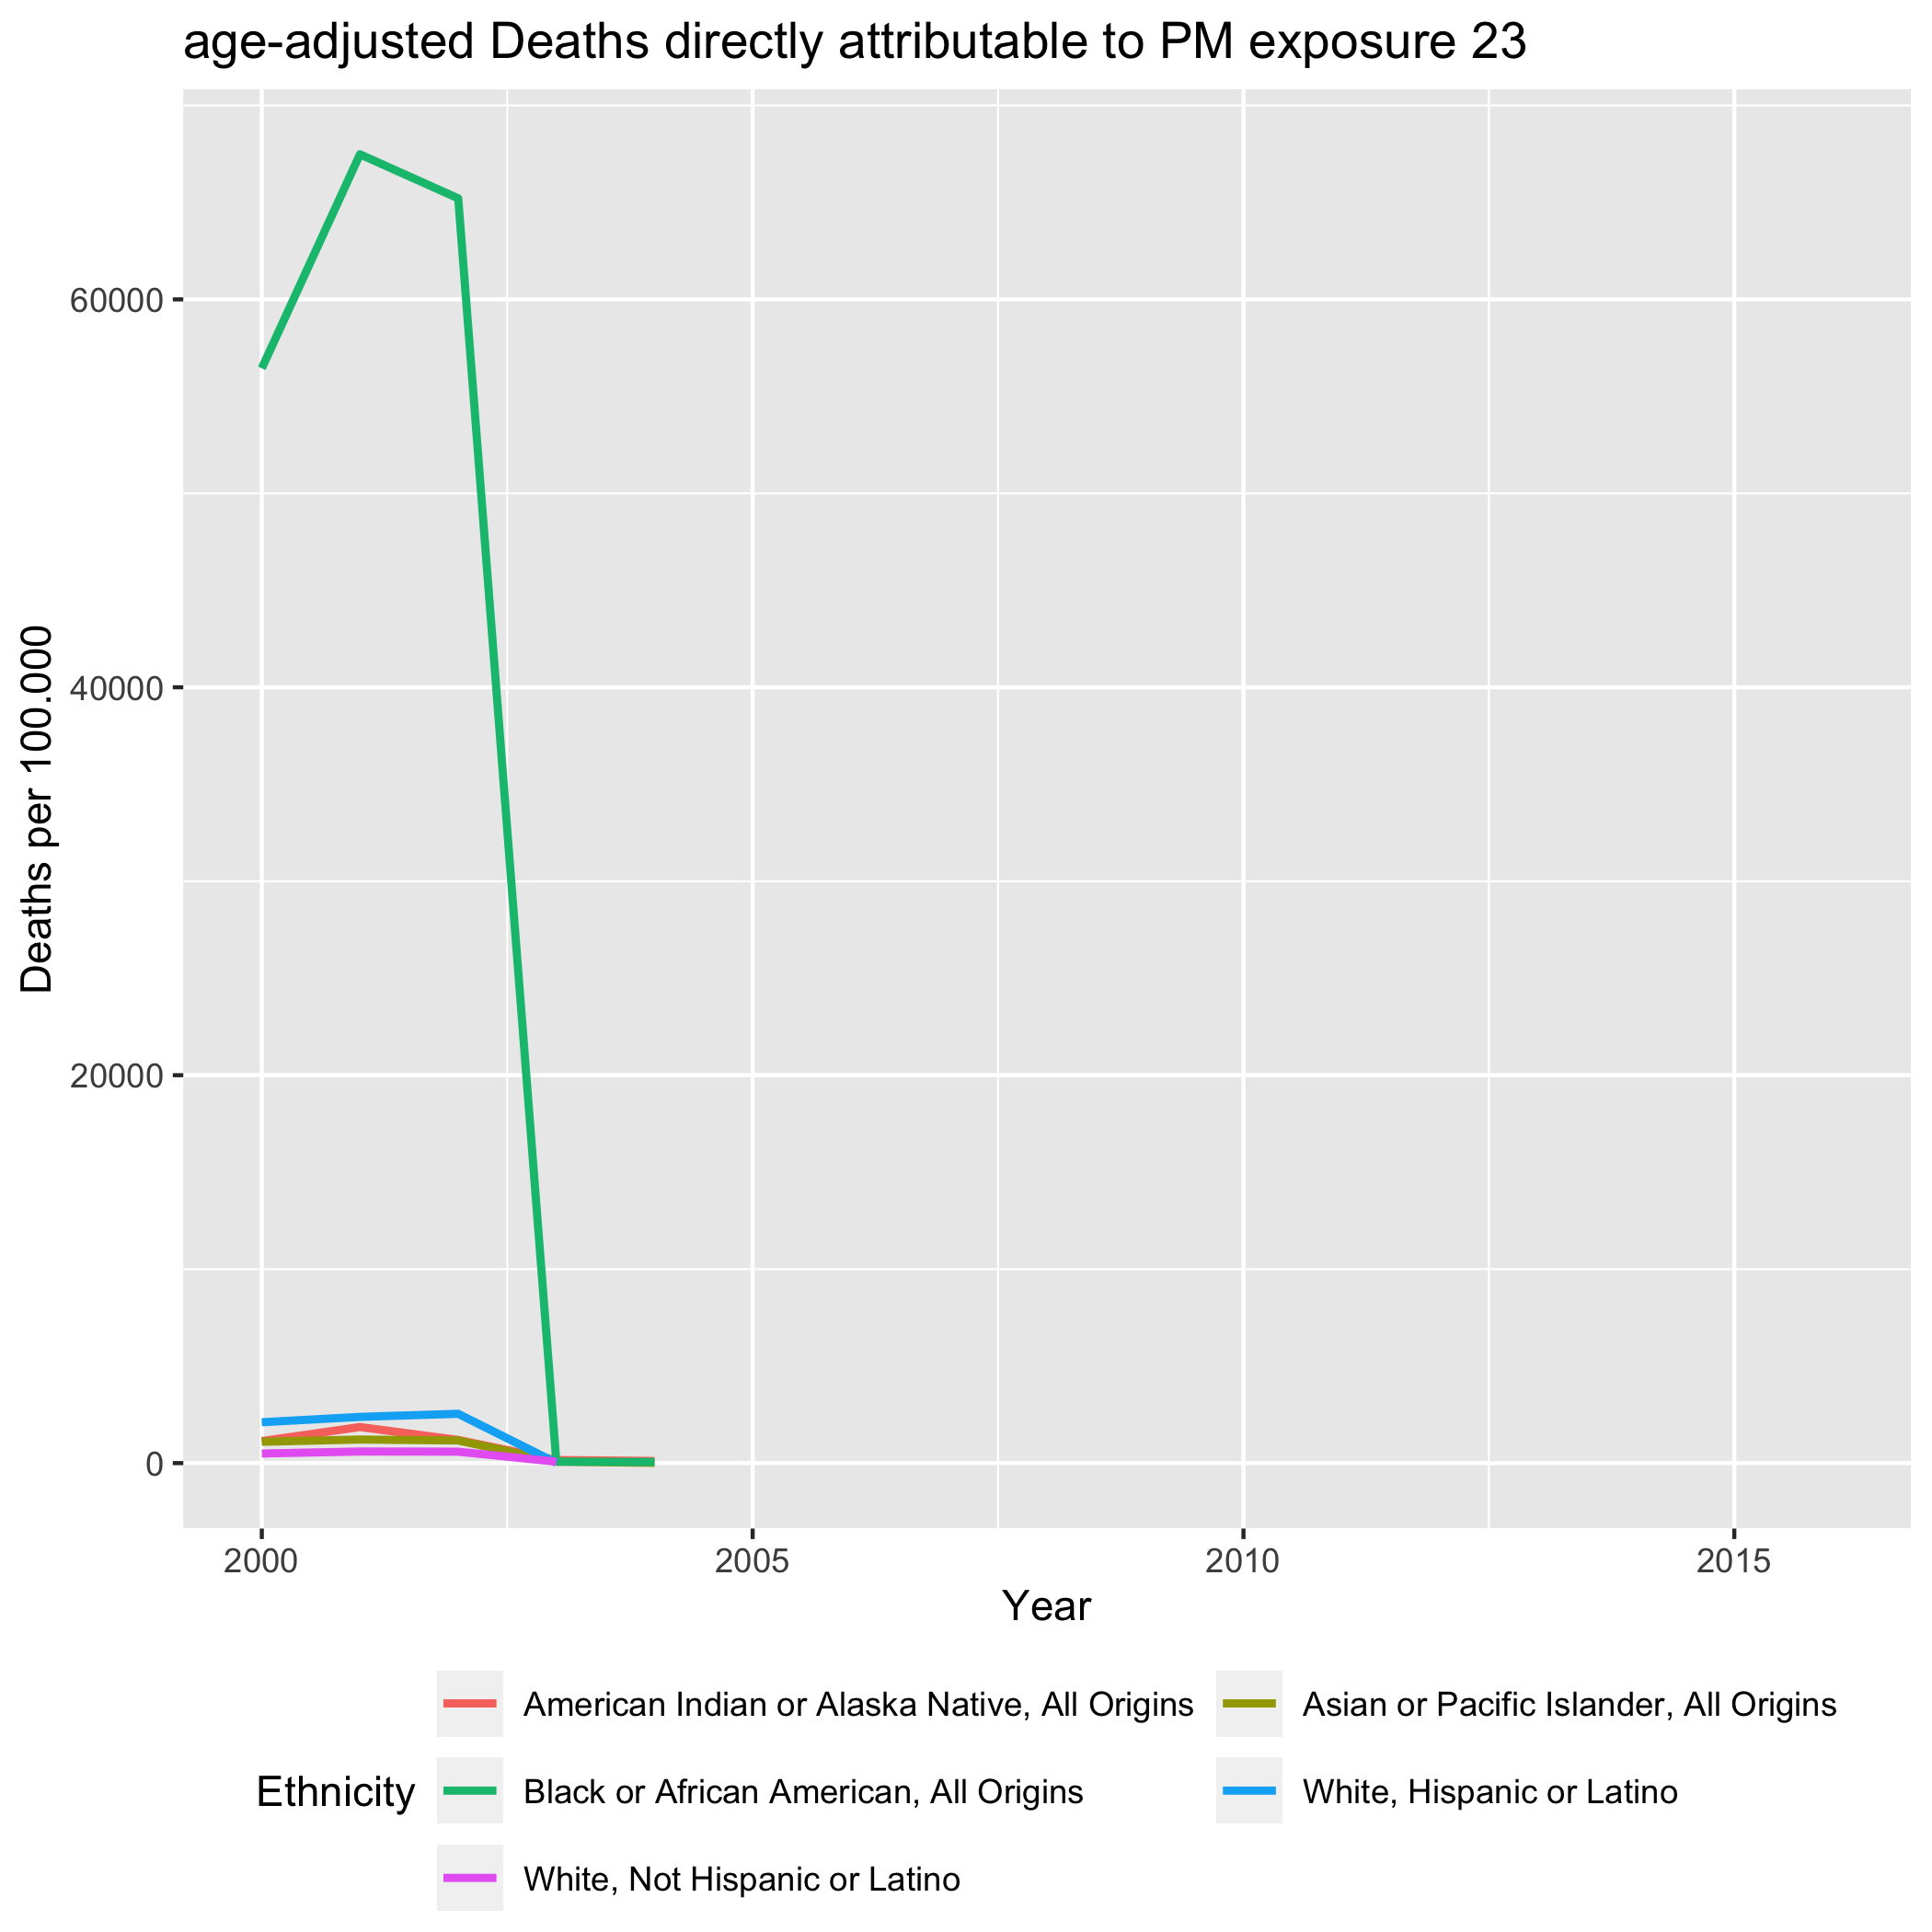 age-adjusted Deaths directly attributable to PM exposure 23
Deaths per 100.000
60000
40000
20000
0
2000 2005 2010 2015
Year
Ethnicity
American Indian or Alaska Native, All Origins
Asian or Pacific Islander, All Origins
Black or African American, All Origins
White, Hispanic or Latino
White, Not Hispanic or Latino